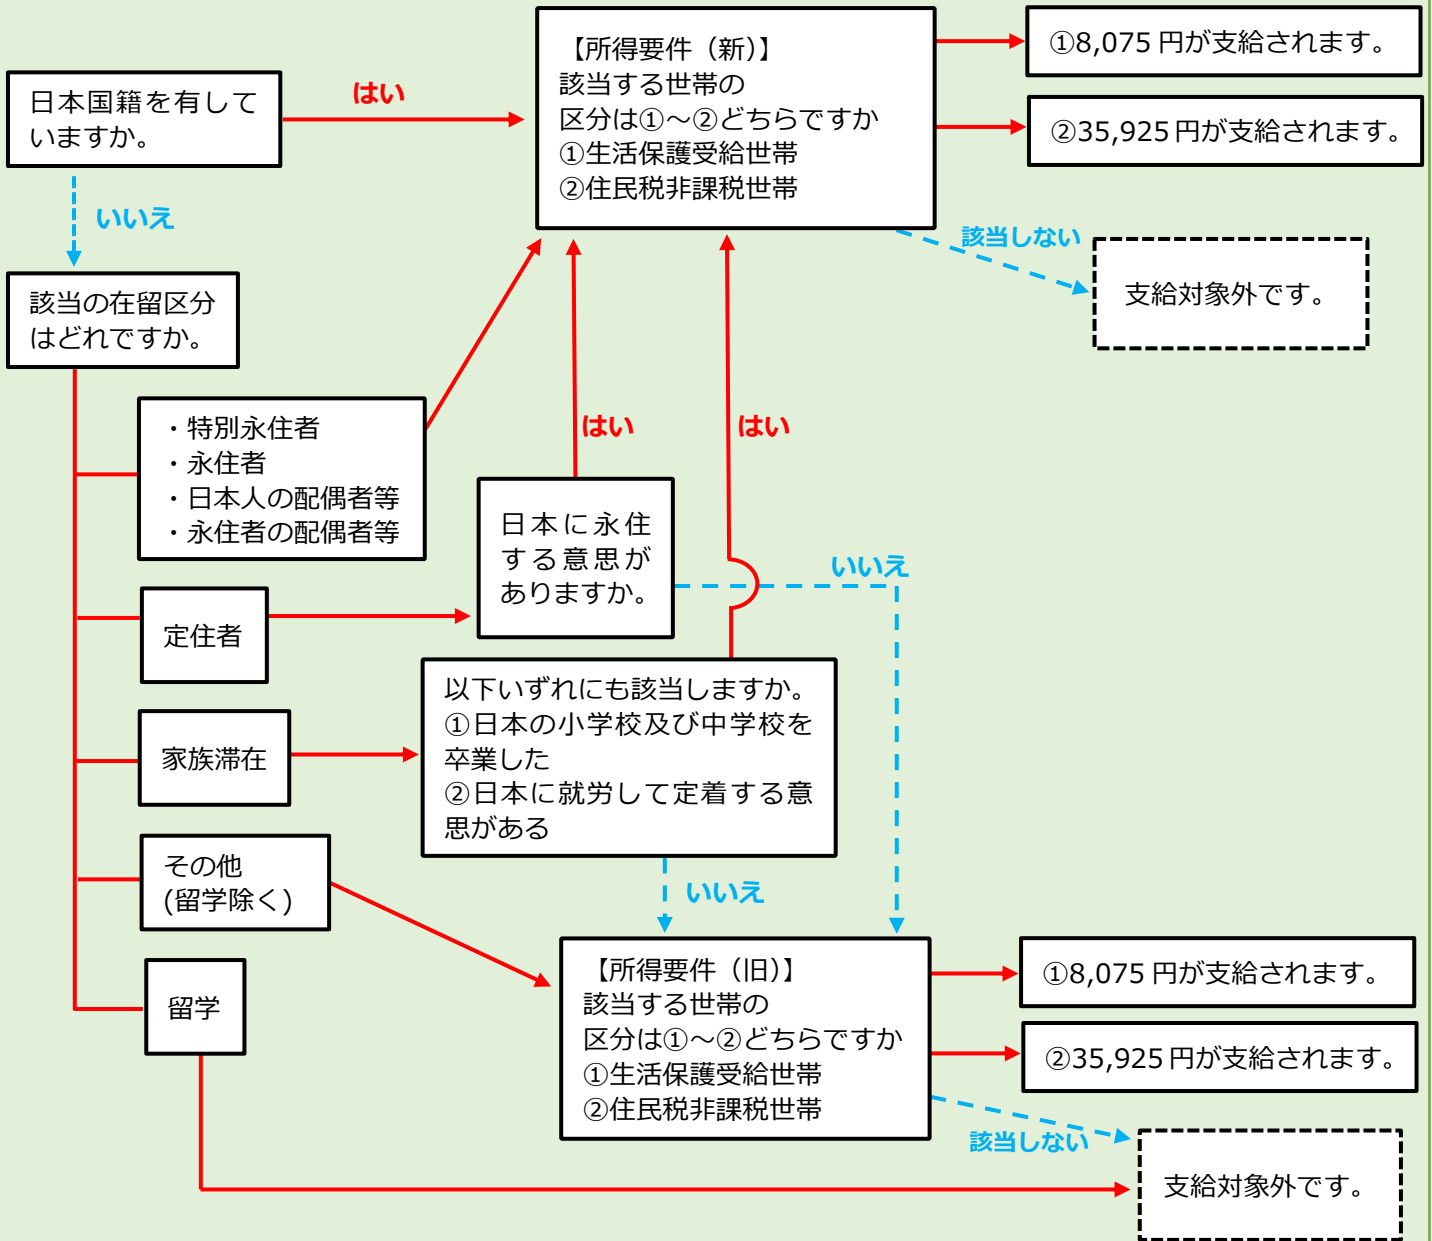 日本国籍を有して
いますか。
はい
いいえ
【所得要件（新）】
該当する世帯の
区分は①～②どちらですか
①生活保護受給世帯
②住民税非課税世帯
①8,075円が支給されます。
②35,925円が支給されます。
該当しない
支給対象外です。
該当の在留区分
はどれですか。
・特別永住者
・永住者
・日本人の配偶者等
・永住者の配偶者等
はい
はい
定住者
日本に永住
する意思が
ありますか。
いいえ
家族滞在
以下いずれにも該当しますか。
①日本の小学校及び中学校を
卒業した
②日本に就労して定着する意
思がある
いいえ
その他
(留学除く)
留学
【所得要件（旧）】
該当する世帯の
区分は①～②どちらですか
①生活保護受給世帯
②住民税非課税世帯
①8,075円が支給されます。
②35,925円が支給されます。
該当しない
支給対象外です。